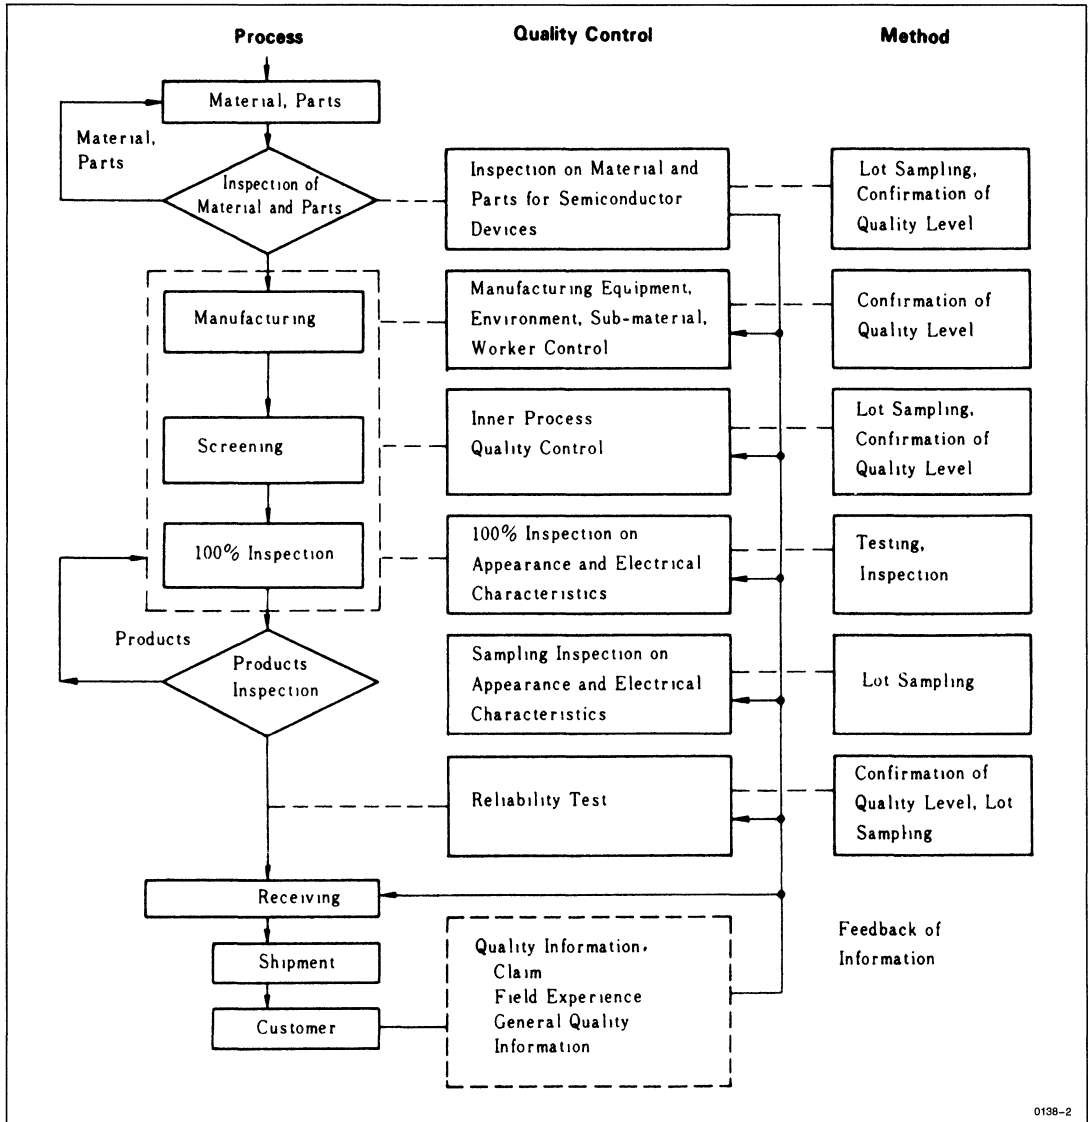 Process
Quality Control
Method
Material, Parts
Material,
Parts
Inspection of
Material and Parts
Inspection on Material and
Parts for Semiconductor
Devices
Lot Sampling,
Confirmation of
Quality Level
Manufacturing
Manufacturing Equipment,
Environment, Sub-material,
Worker Control
Confirmation of
Quality Level
Screening
Inner Process
Quality Control
Lot Sampling,
Confirmation of
Quality Level
100% Inspection
100% Inspection on
Appearance and Electrical
Characteristics
Testing,
Inspection
Products
Products
Inspection
Sampling Inspection on
Appearance and Electrical
Characteristics
Lot Sampling
Reliability Test
Confirmation of
Quality Level, Lot
Sampling
Receiving
Shipment
Customer
Quality Information,
Claim
Field Experience
General Quality
Information
Feedback of
Information
0138-2